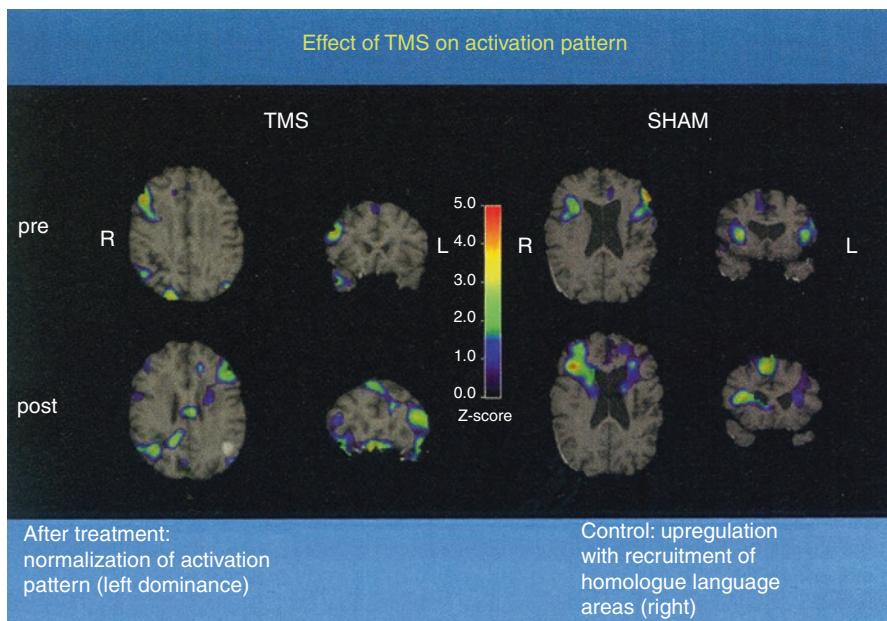 Effect of TMS on activation pattern
TMS
SHAM
pre
R
L
5.0
4.0
3.0
2.0
1.0
0.0
Z-score
R
L
post
After treatment:
normalization of activation
pattern (left dominance)
Control: upregulation
with recruitment of
homologue language
areas (right)